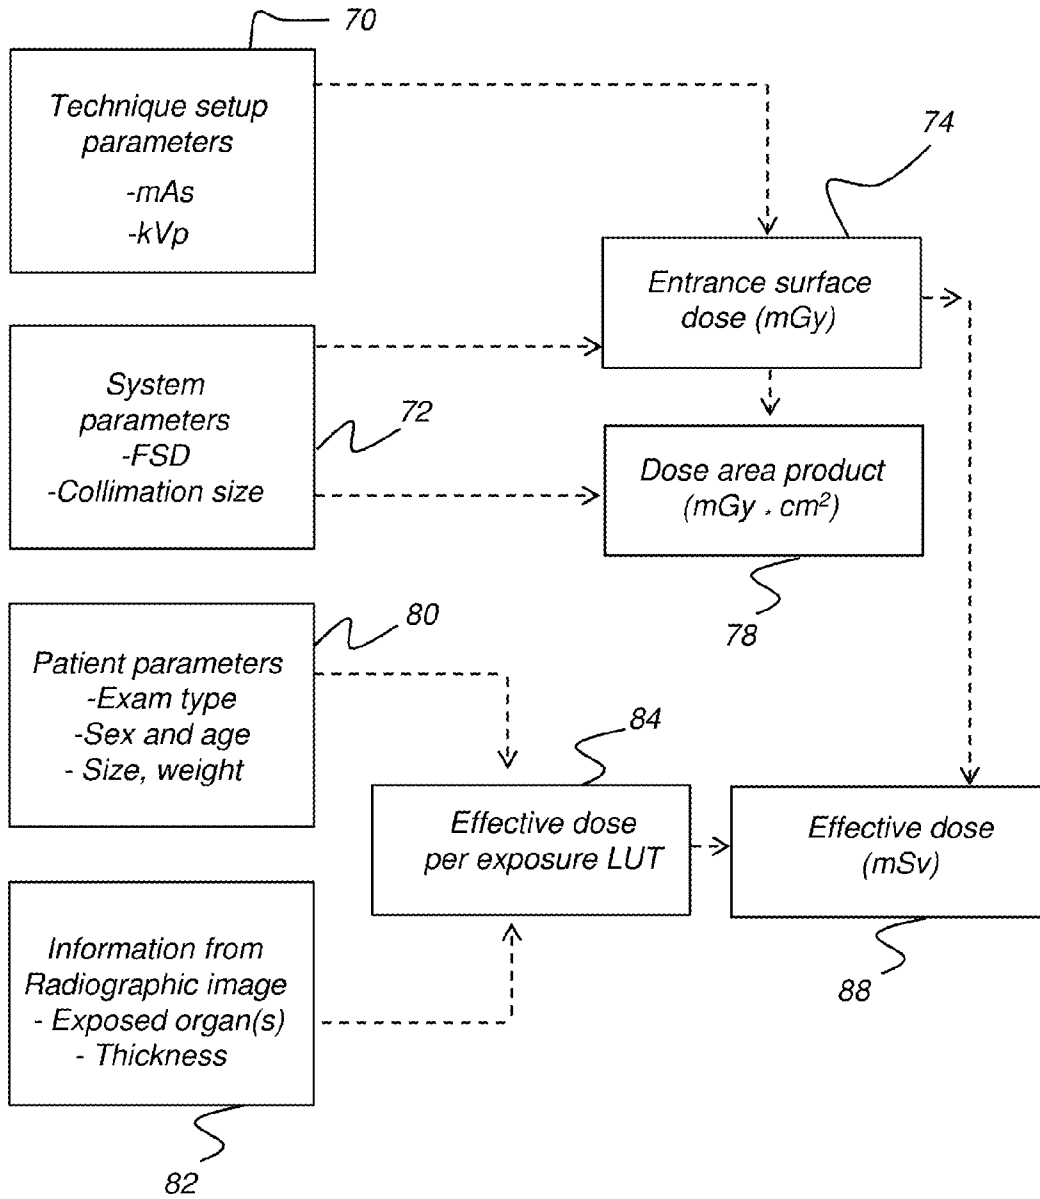 70
Technique setup
parameters
-mAs
-kVp
74
Entrance surface
dose (mGy)
System
parameters
-FSD
-Collimation size
72
Dose area product
(mGy . cm²)
78
80
Patient parameters
-Exam type
-Sex and age
- Size, weight
84
Effective dose
per exposure LUT
Effective dose
(mSv)
88
Information from
Radiographic image
- Exposed organ(s)
- Thickness
82